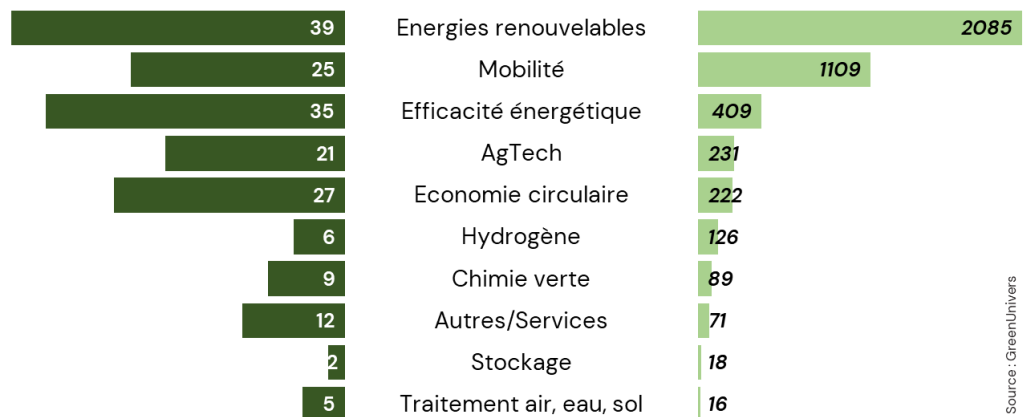 39 Energies renouvelables 2085
25 Mobilité 1109
35 Efficacité énergétique 409
21 AgTech 231
27 Economie circulaire 222
6 Hydrogène 126
9 Chimie verte 89
12 Autres/Services 71
2 Stockage 18
5 Traitement air, eau, sol 16
Source : GreenUnivers